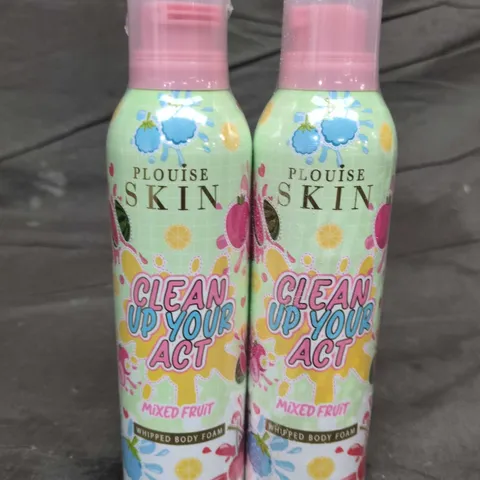 PLOUiSE
SKIN
CLEAN
UP YOUR
ACT
MiXED FRUiT
WHIPPED BODY FOAM
PLOUiSE
SKIN
CLEAN
UP YOUR
ACT
MiXED FRUiT
WHIPPED BODY FOAM